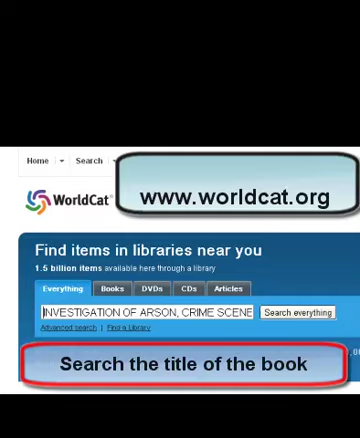 Home Search
www.worldcat.org
WorldCat
Find items in libraries near you
1.5 billion items available here through a library
Everything Books DVDs CDs Articles
INVESTIGATION OF ARSON, CRIME SCENE Search everything
Advanced search | Find a Library
Search the title of the book